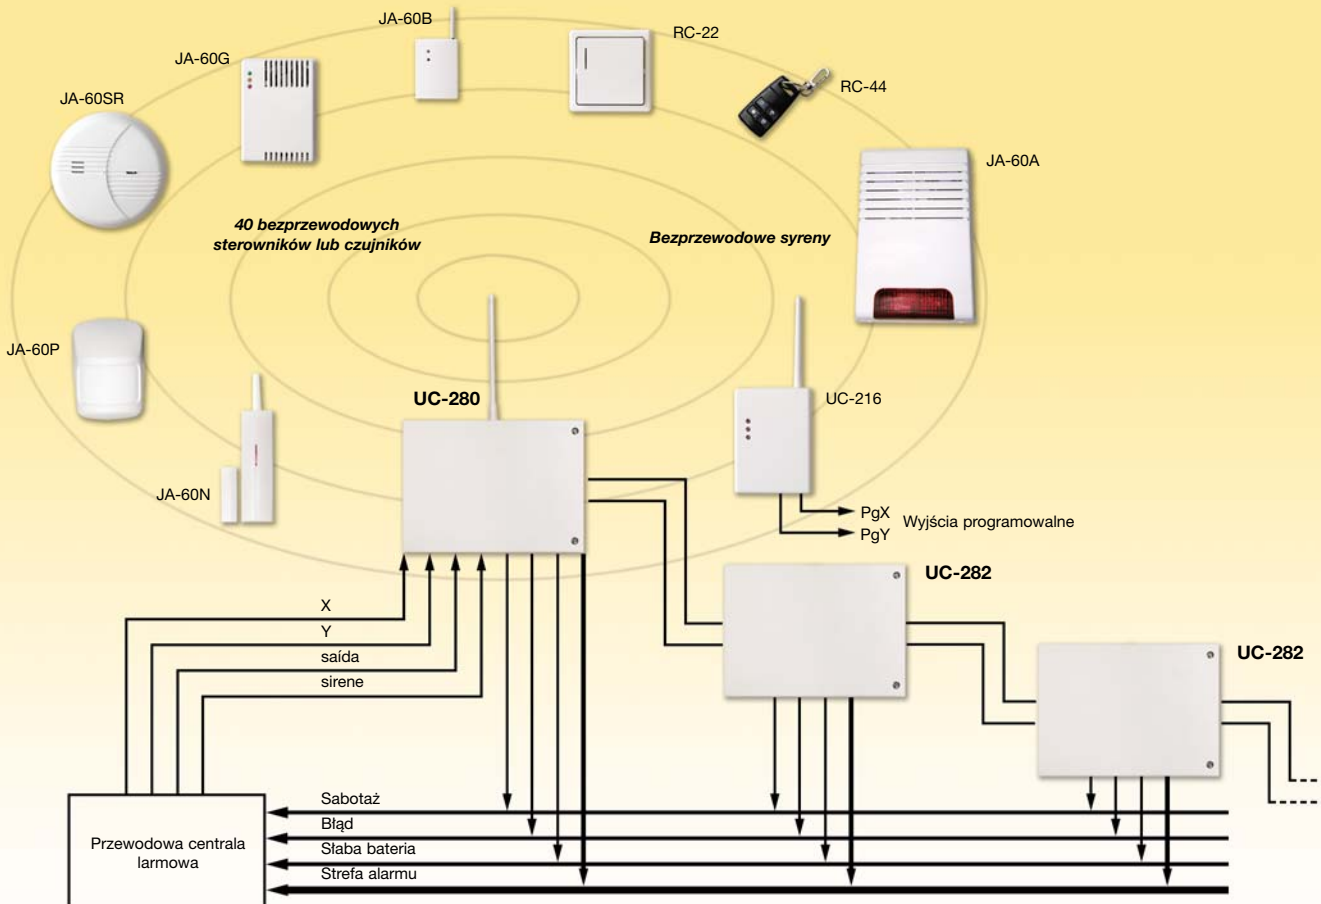 JA-60B
RC-22
JA-60G
RC-44
JA-60SR
JA-60A
40 bezprzewodowych
sterowników lub czujników
Bezprzewodowe syreny
JA-60P
UC-280
UC-216
JA-60N
PgX
PgY
Wyjścia programowalne
UC-282
X
Y
saída
sirene
UC-282
Sabotaż
Błąd
Słaba bateria
Strefa alarmu
Przewodowa centrala
larmowa